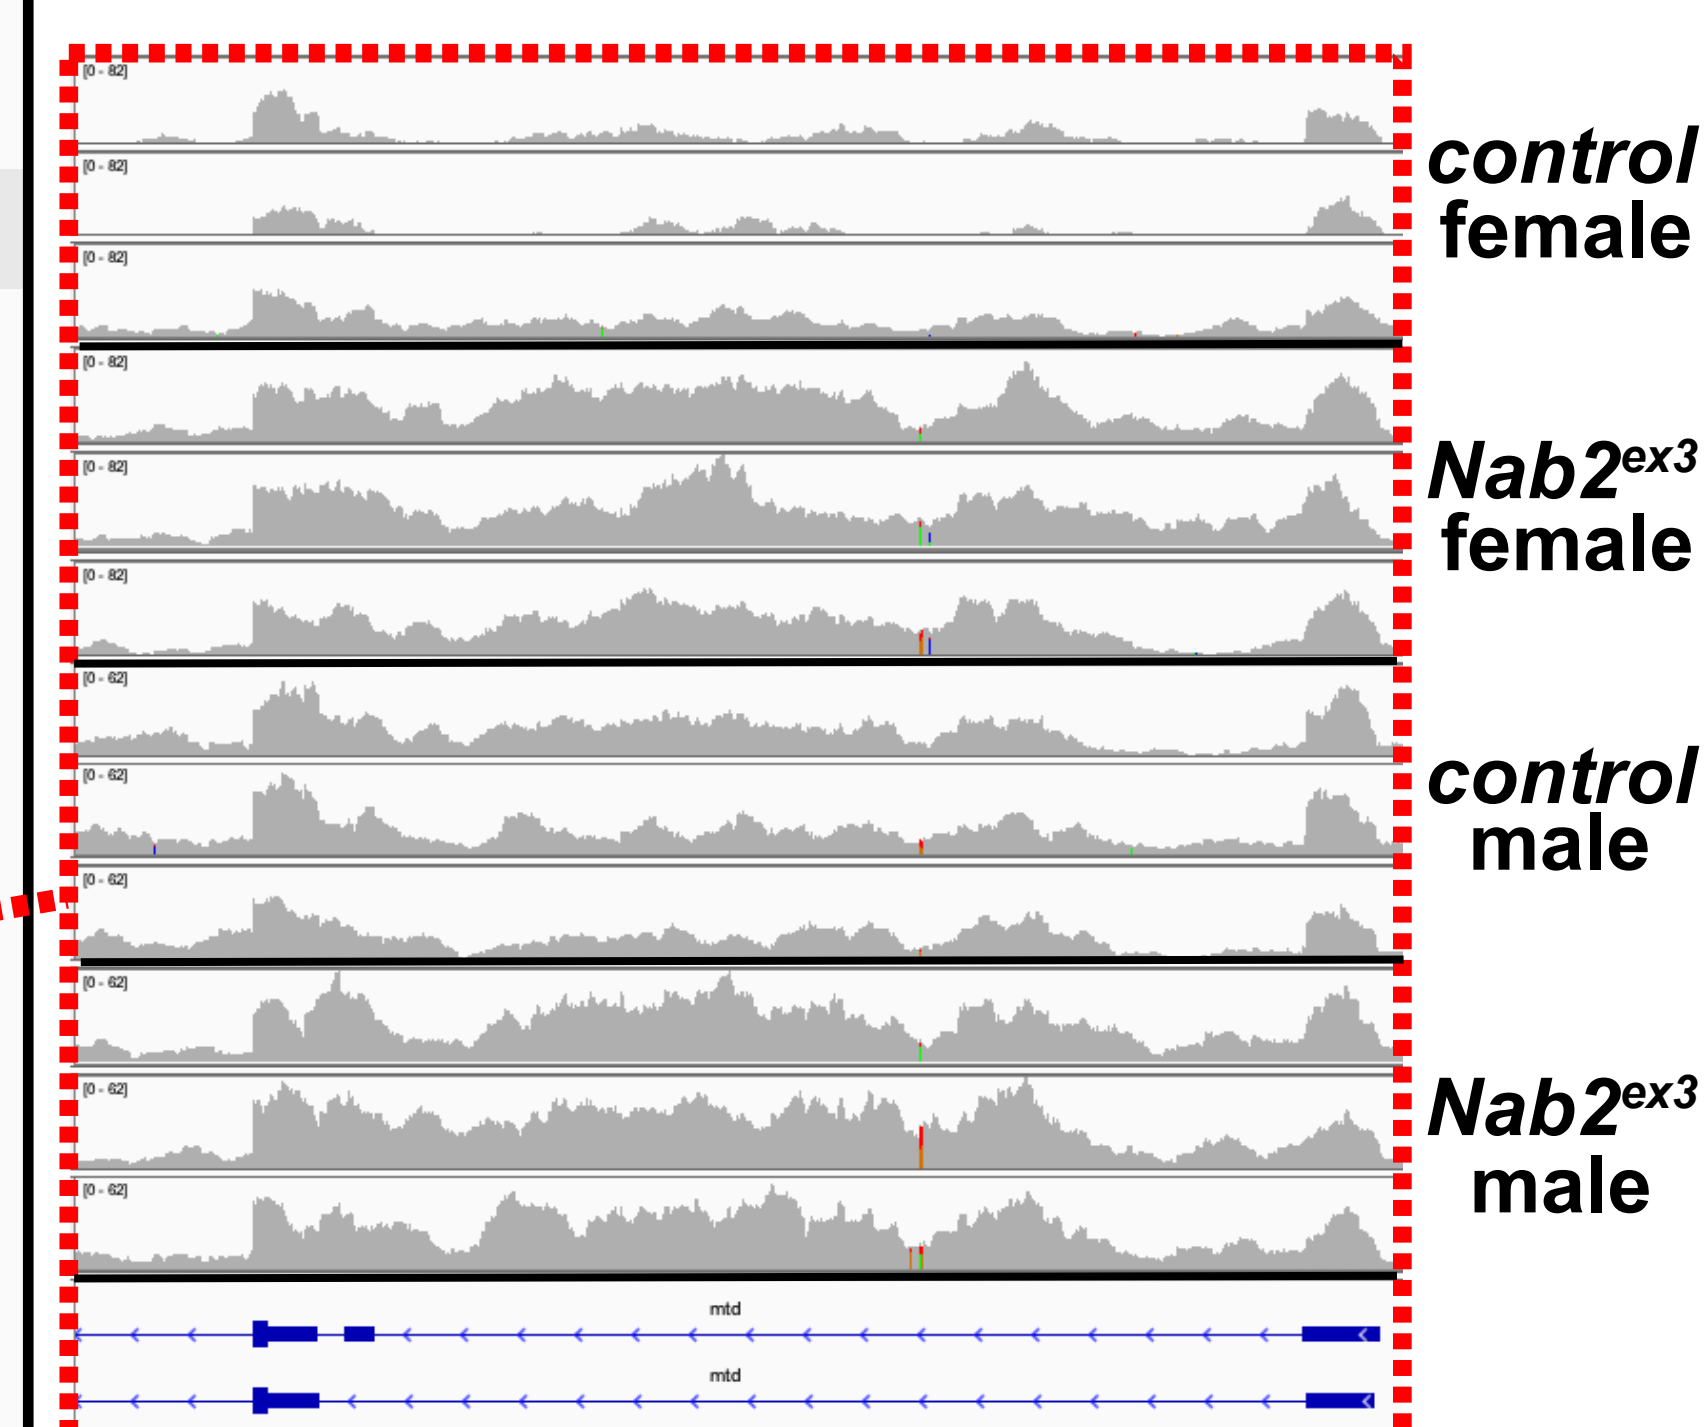 [0 - 82]
[0 - 82]
[0 - 82]
control
female
[0 - 82]
[0 - 82]
[0 - 82]
Nab2ex3
female
[0 - 62]
[0 - 62]
[0 - 62]
control
male
[0 - 62]
[0 - 62]
[0 - 62]
Nab2ex3
male
mtd
mtd